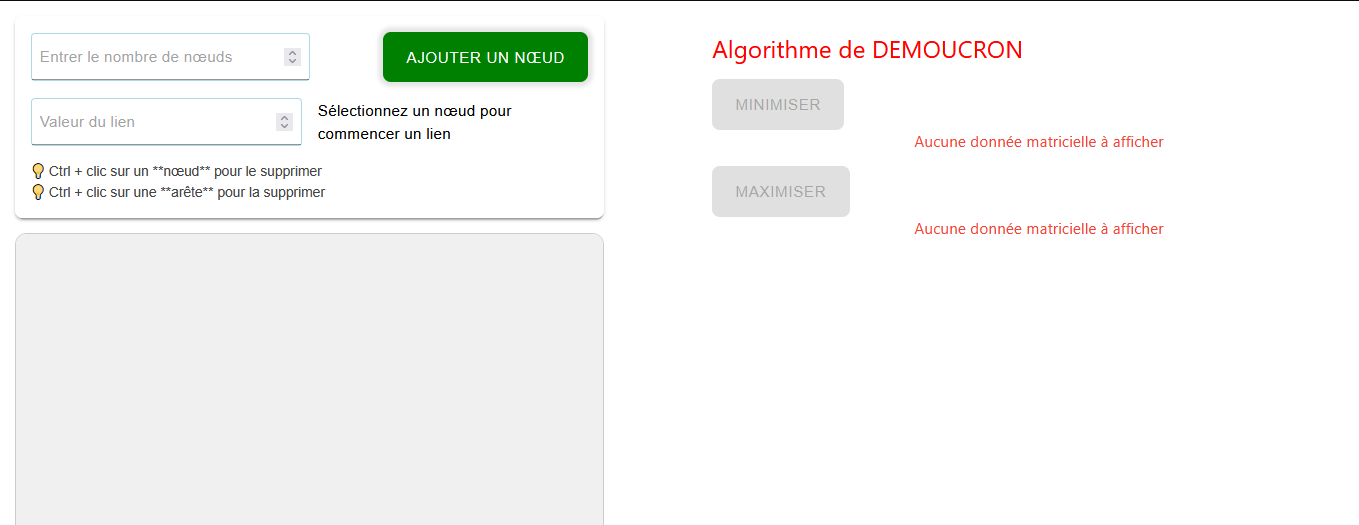 Entrer le nombre de nœuds
AJOUTER UN NŒUD
Valeur du lien
Sélectionnez un nœud pour
commencer un lien
Ctrl + clic sur un **nœud** pour le supprimer
Ctrl + clic sur une **arête** pour la supprimer
Algorithme de DEMOUCRON
MINIMISER
Aucune donnée matricielle à afficher
MAXIMISER
Aucune donnée matricielle à afficher